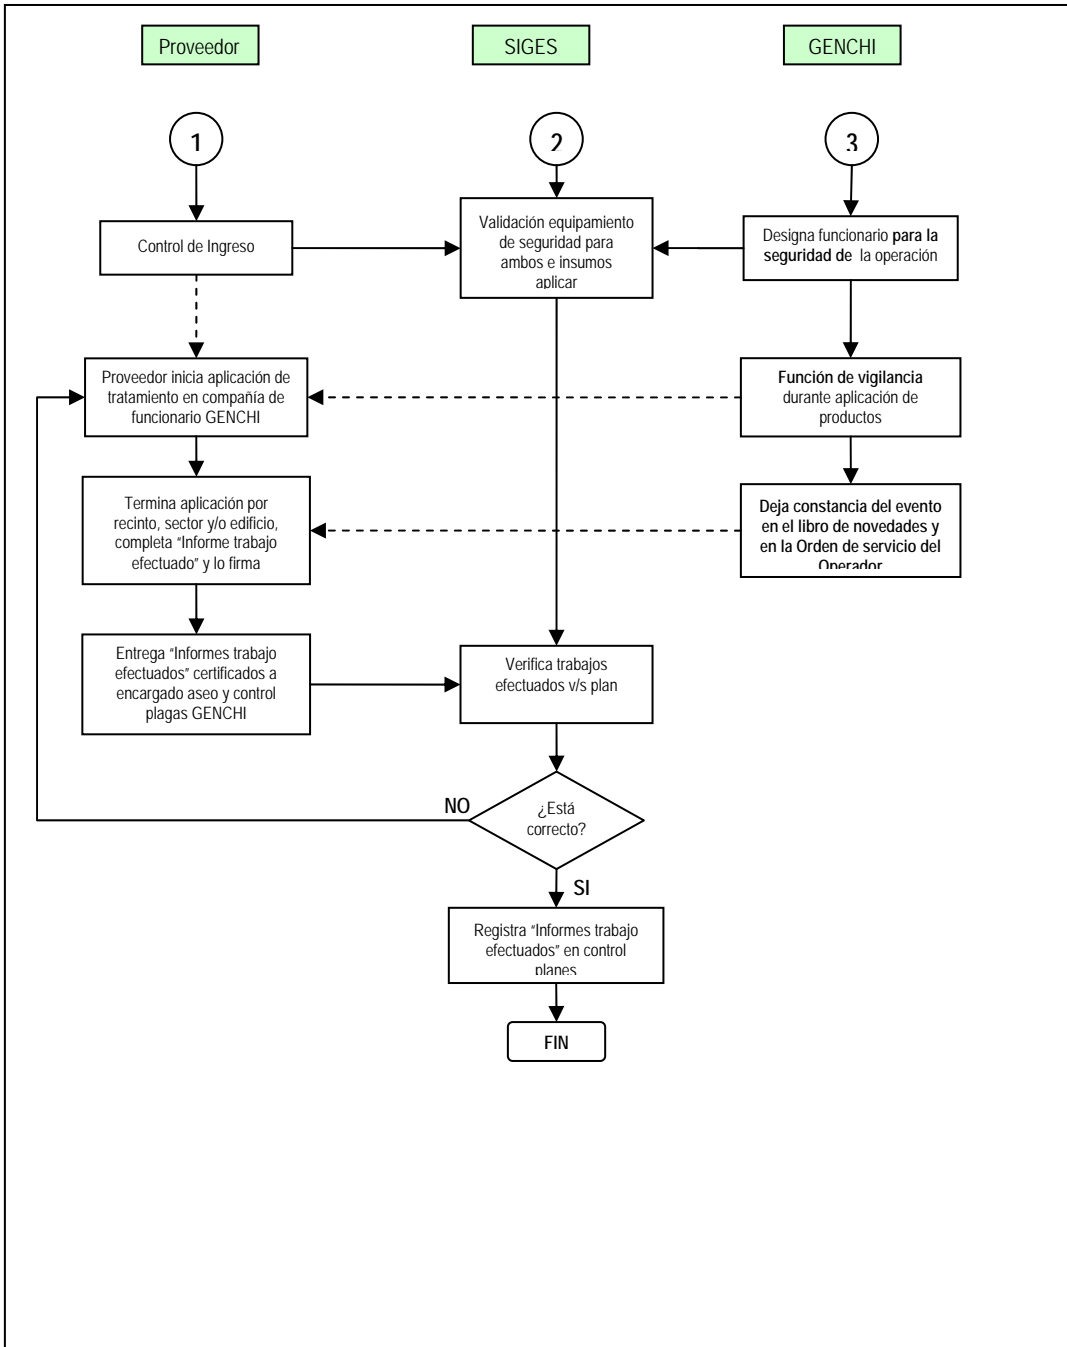 Proveedor
SIGES
GENCHI
1
2
3
Control de Ingreso
Validación equipamiento
de seguridad para
ambos e insumos
aplicar
Designa funcionario para la
seguridad de la operación
Proveedor inicia aplicación de
tratamiento en compañía de
funcionario GENCHI
Función de vigilancia
durante aplicación de
productos
Termina aplicación por
recinto, sector y/o edificio,
completa “Informe trabajo
efectuado” y lo firma
Deja constancia del evento
en el libro de novedades y
en la Orden de servicio del
Operador
Entrega “Informes trabajo
efectuados” certificados a
encargado aseo y control
plagas GENCHI
Verifica trabajos
efectuados v/s plan
NO
¿Está
correcto?
SI
Registra “Informes trabajo
efectuados” en control
planes
FIN